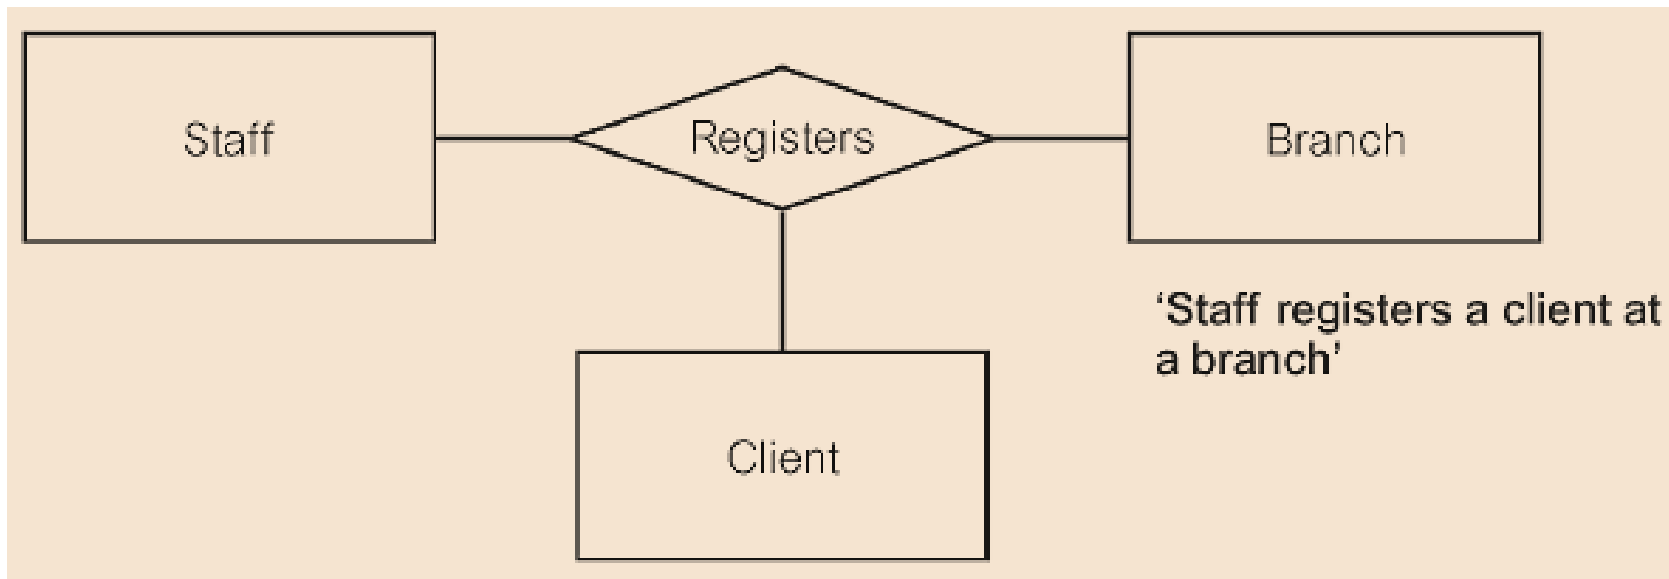 Staff
Registers
Branch
‘Staff registers a client at
a branch’
Client